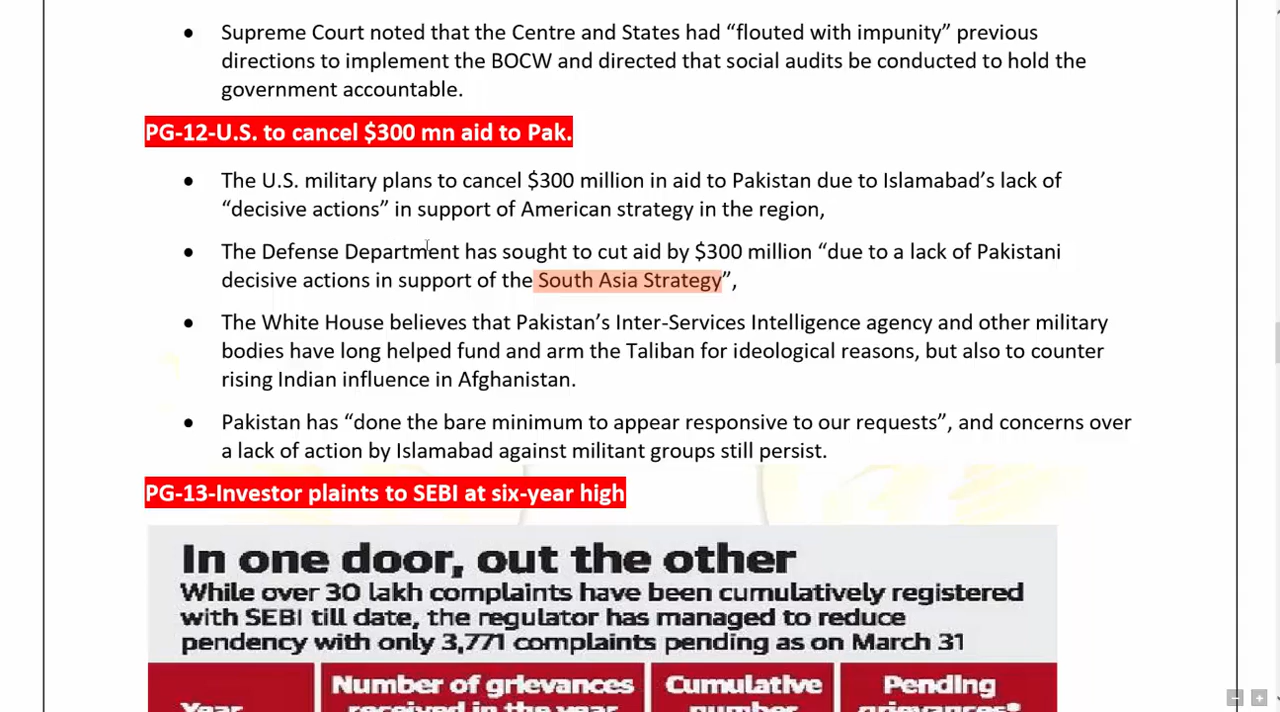 Supreme Court noted that the Centre and States had “flouted with impunity” previous
directions to implement the BOCW and directed that social audits be conducted to hold the
government accountable.
PG-12-U.S. to cancel $300 mn aid to Pak.
The U.S. military plans to cancel $300 million in aid to Pakistan due to Islamabad’s lack of
“decisive actions” in support of American strategy in the region,
The Defense Department has sought to cut aid by $300 million “due to a lack of Pakistani
decisive actions in support of the South Asia Strategy”,
The White House believes that Pakistan’s Inter-Services Intelligence agency and other military
bodies have long helped fund and arm the Taliban for ideological reasons, but also to counter
rising Indian influence in Afghanistan.
Pakistan has “done the bare minimum to appear responsive to our requests”, and concerns over
a lack of action by Islamabad against militant groups still persist.
PG-13-Investor plaints to SEBI at six-year high
In one door, out the other
While over 30 lakh complaints have been cumulatively registered
with SEBI till date, the regulator has managed to reduce
pendency with only 3,771 complaints pending as on March 31
Year
Number of grievances
received in the year
Cumulative
number
Pending
grievances*